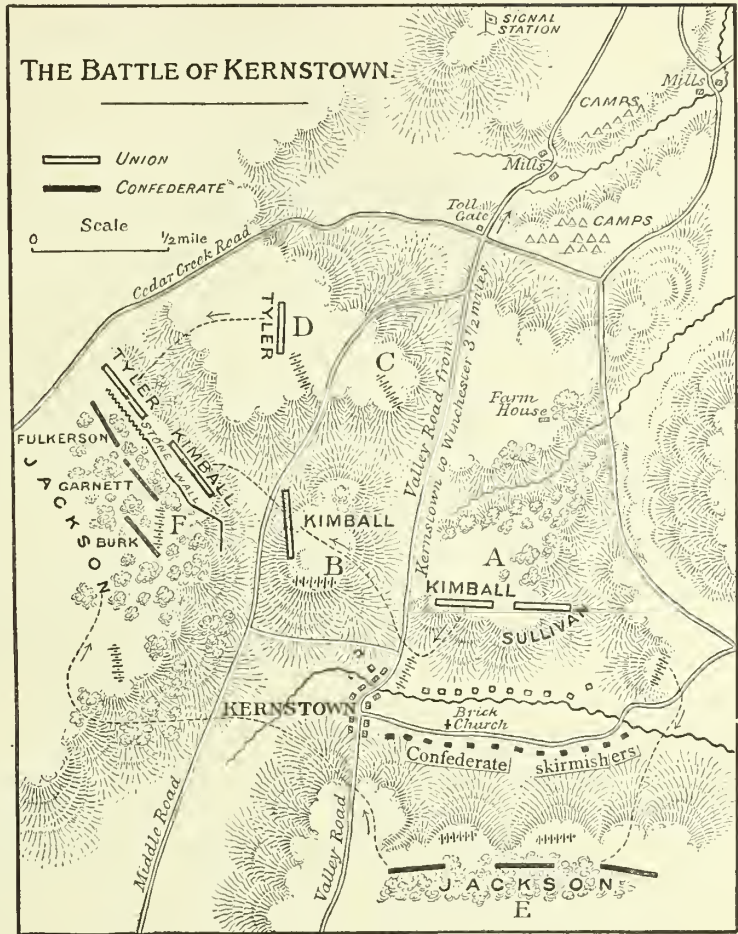 SIGNAL
STATION
THE BATTLE OF KERNSTOWN.
UNION
CONFEDERATE
Scale
0 ½ mile
Mills
CAMPS
Mills
Toll
Gate
CAMPS
Cedar Creek Road
TYLER
D
C
Valley Road from
Kernstown to Winchester 3½ miles
Farm
House
TYLER
KIMBALL
STONE WALL
FULKERSON
GARNETT
BURK
JACKSON
F
KIMBALL
B
A
KIMBALL
SULLIVAN
KERNSTOWN
Brick
Church
Confederate skirmishers
Middle Road
Valley Road
JACKSON
E